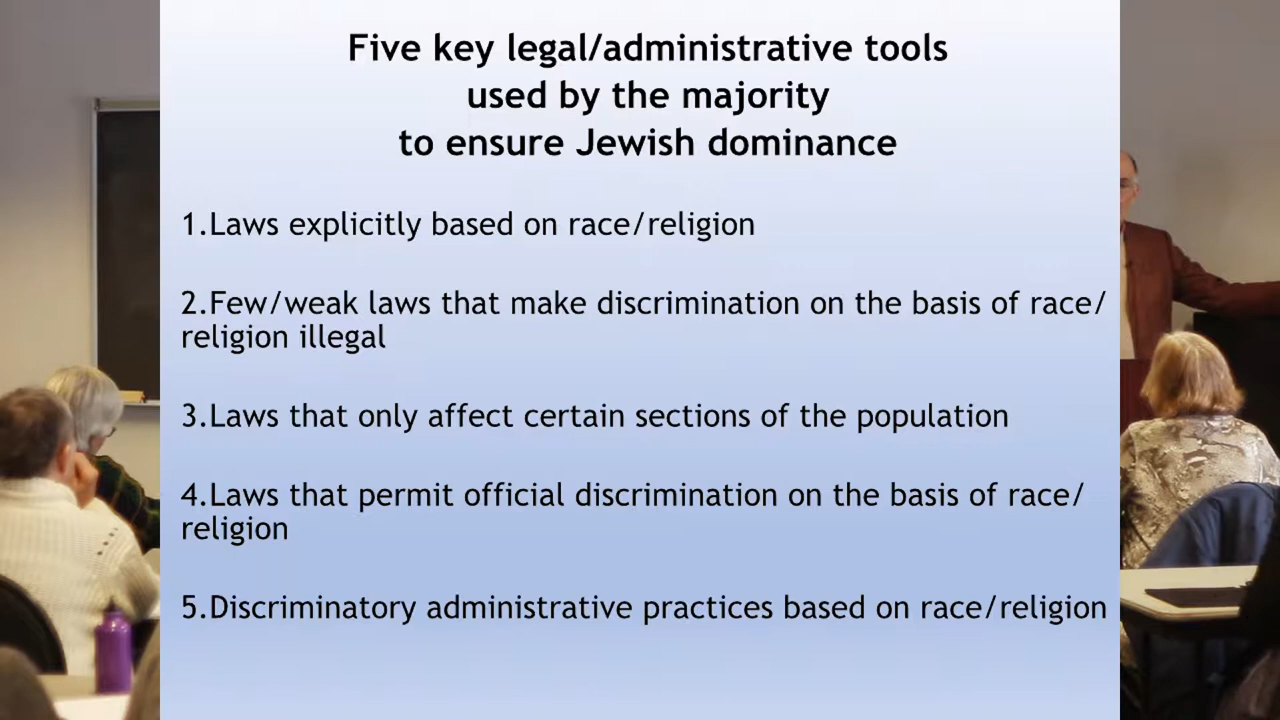 Five key legal/administrative tools
used by the majority
to ensure Jewish dominance
1.Laws explicitly based on race/religion
2.Few/weak laws that make discrimination on the basis of race/
religion illegal
3.Laws that only affect certain sections of the population
4.Laws that permit official discrimination on the basis of race/
religion
5.Discriminatory administrative practices based on race/religion